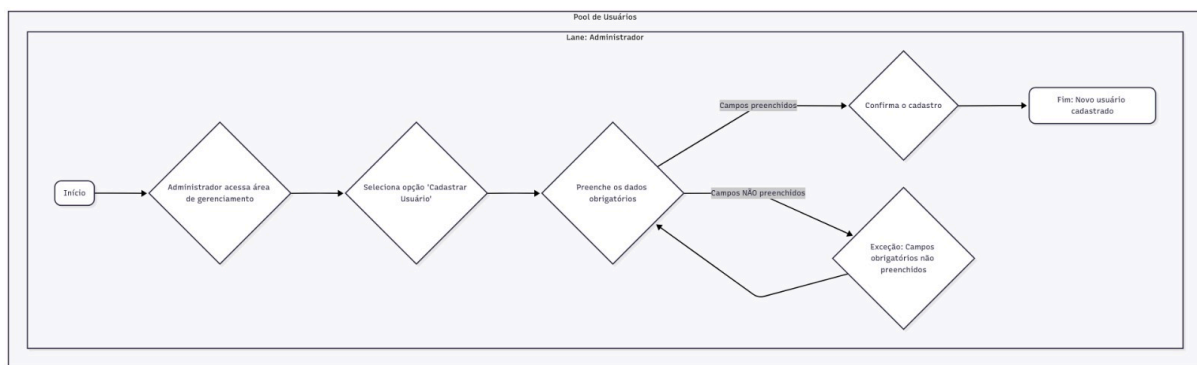 Pool de Usuários
Lane: Administrador
Início
Administrador acessa área
de gerenciamento
Seleciona opção 'Cadastrar
Usuário'
Preenche os dados
obrigatórios
Campos preenchidos
Confirma o cadastro
Fim: Novo usuário
cadastrado
Campos NÃO preenchidos
Exceção: Campos
obrigatórios não
preenchidos